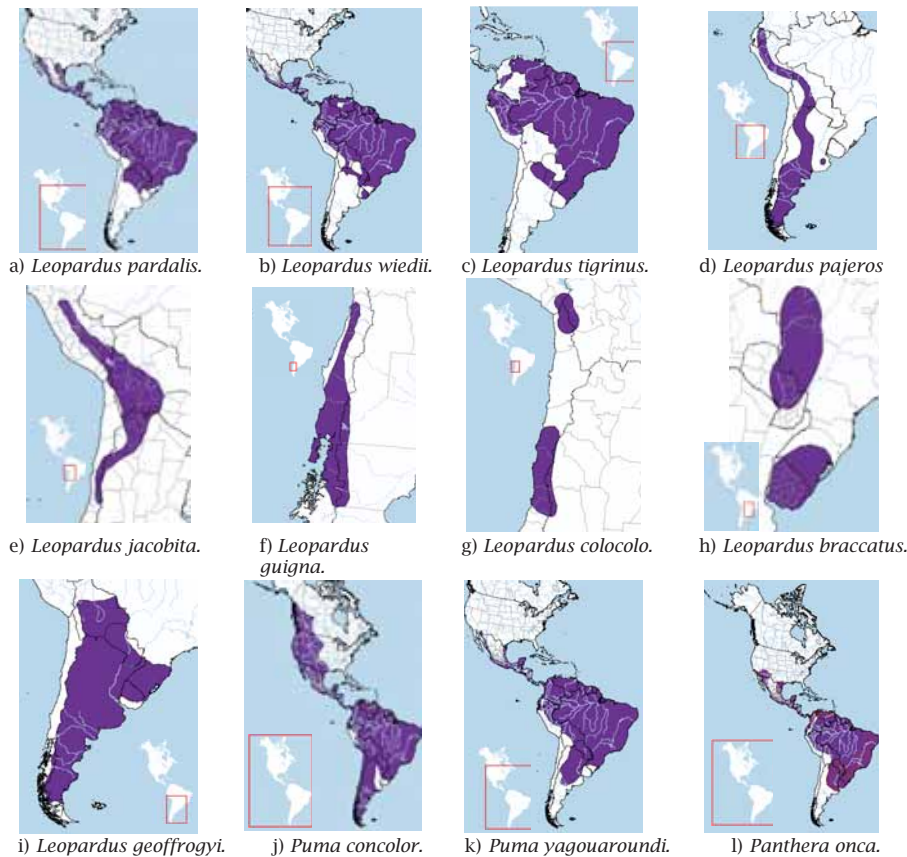 a) Leopardus pardalis.
b) Leopardus wiedii.
c) Leopardus tigrinus.
d) Leopardus pajeros
e) Leopardus jacobita.
f) Leopardus
guigna.
g) Leopardus colocolo.
h) Leopardus braccatus.
i) Leopardus geoffrogyi.
j) Puma concolor.
k) Puma yagouaroundi.
l) Panthera onca.